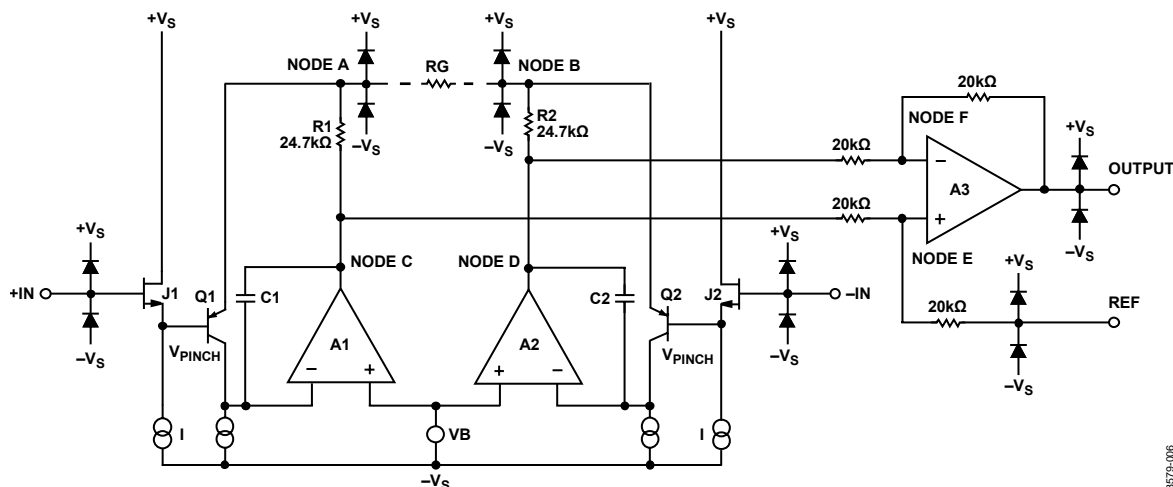 +VS
+VS
+VS
+VS
NODE A
RG
NODE B
20kΩ
R1
24.7kΩ
–VS
–VS
R2
24.7kΩ
NODE F
+VS
20kΩ
–
A3
OUTPUT
20kΩ
+
–VS
+VS
NODE C
NODE D
+VS
NODE E
+VS
+IN
J1
Q1
C1
C2
Q2
J2
–IN
20kΩ
REF
–VS
VPINCH
A1
A2
VPINCH
–VS
–VS
–
+
+
–
I
VB
I
–VS